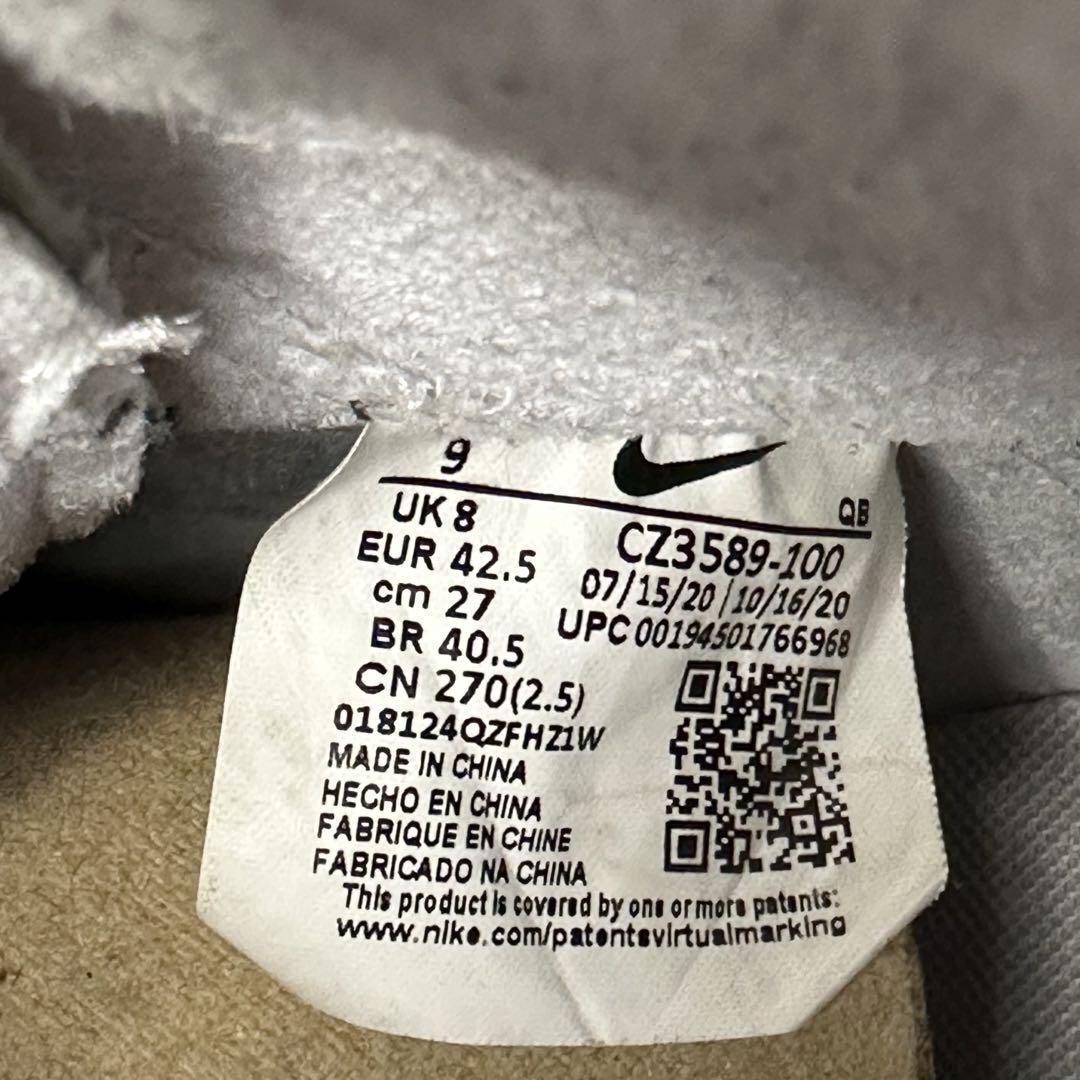 9
QB
UK 8
CZ3589-100
EUR 42.5
07/15/20 | 10/16/20
cm 27
UPC 00194501766968
BR 40.5
CN 270(2.5)
018124QZFHZ1W
MADE IN CHINA
HECHO EN CHINA
FABRIQUE EN CHINE
FABRICADO NA CHINA
This product is covered by one or more patents:
www.nike.com/patentsvirtualmarking